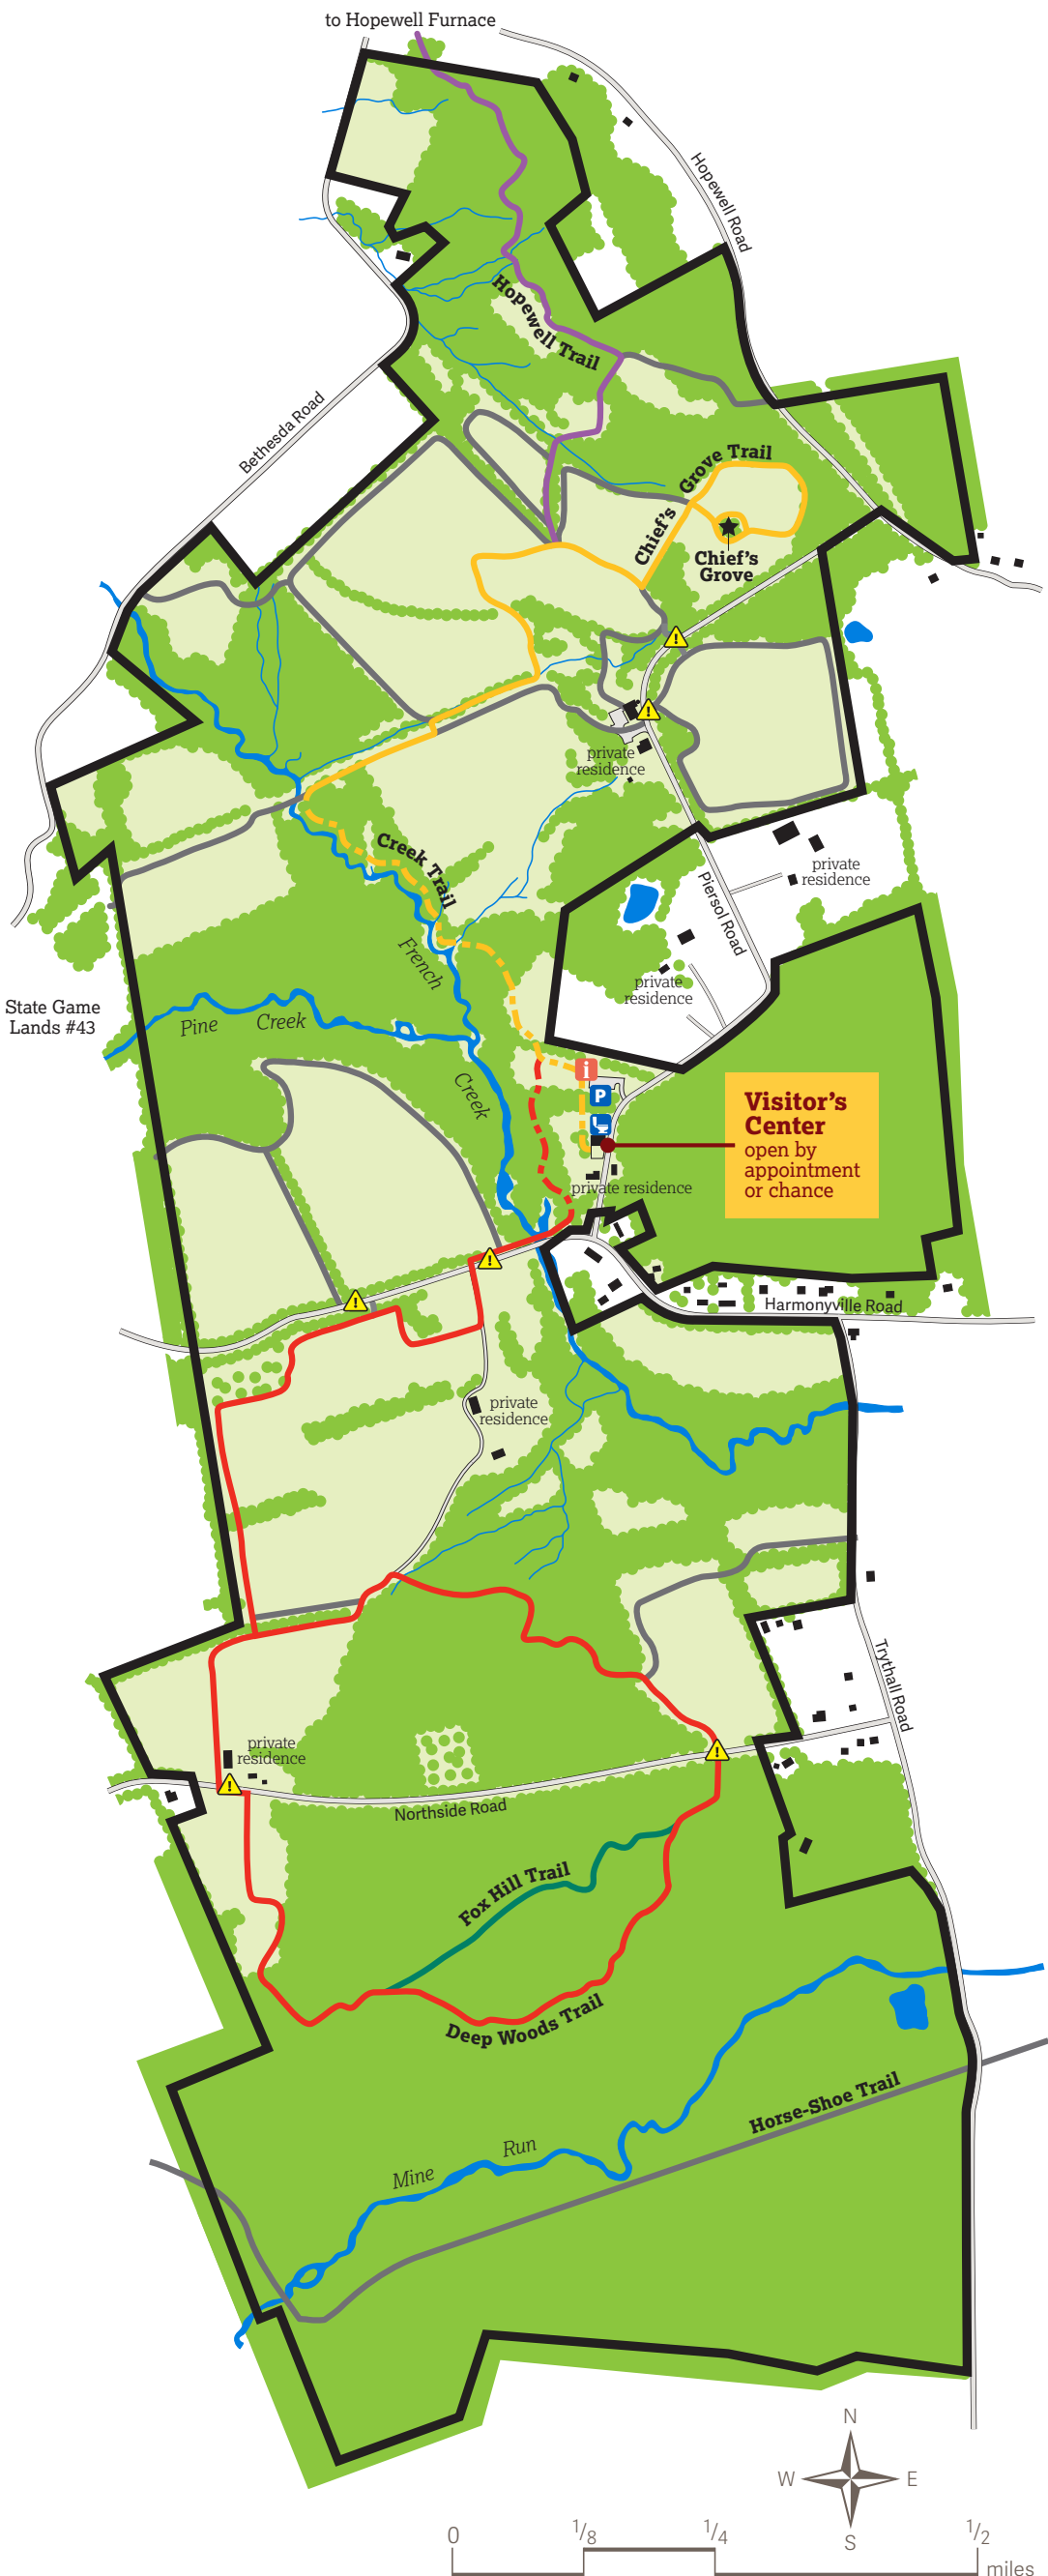 to Hopewell Furnace
Hopewell Road
Hopewell Trail
Bethesda Road
Chief's Grove Trail
Chief's
Grove
!
!
private
residence
Creek Trail
private
residence
Piersol Road
French
Creek
private
residence
State Game
Lands #43
Pine Creek
i
P
Visitor's
Center
open by
appointment
or chance
private residence
!
!
Harmonyville Road
private
residence
Trythall Road
private
residence
!
!
Northside Road
Fox Hill Trail
Deep Woods Trail
Horse-Shoe Trail
Mine Run
N
W E
S
0 1/8 1/4 1/2
miles